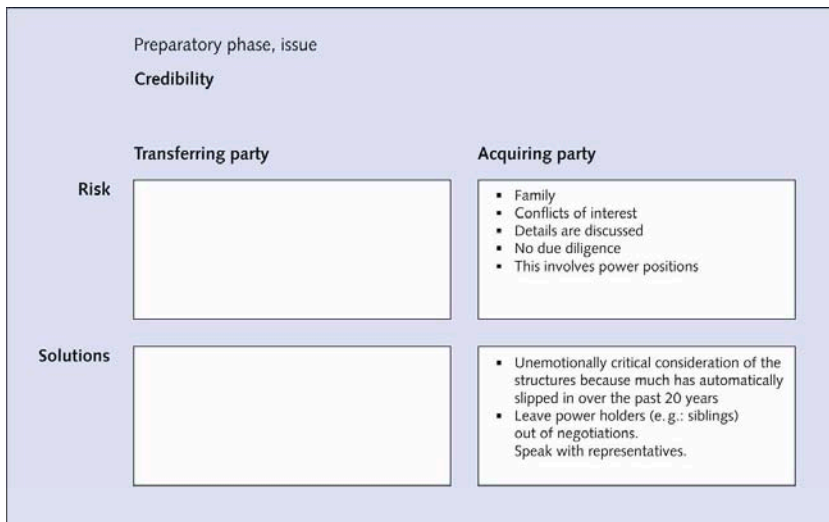 Preparatory phase, issue
Credibility
Transferring party
Acquiring party
Risk
▪ Family
▪ Conflicts of interest
▪ Details are discussed
▪ No due diligence
▪ This involves power positions
Solutions
▪ Unemotionally critical consideration of the
structures because much has automatically
slipped in over the past 20 years
▪ Leave power holders (e. g.: siblings)
out of negotiations.
Speak with representatives.